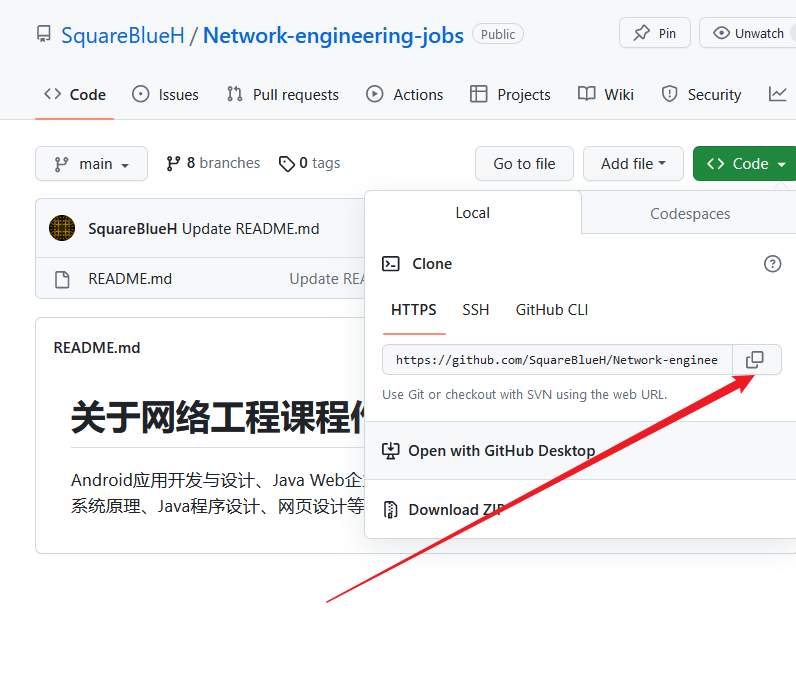 SquareBlueH / Network-engineering-jobs Public Pin Unwatch
Code Issues Pull requests Actions Projects Wiki Security
main 8 branches 0 tags Go to file Add file Code
Local Codespaces
SquareBlueH Update README.md
Clone
README.md Update
HTTPS SSH GitHub CLI
README.md
https://github.com/SquareBlueH/Network-enginee
Use Git or checkout with SVN using the web URL.
关于网络工程课程
Open with GitHub Desktop
Android应用开发与设计、Java Web企
系统原理、Java程序设计、网页设计等
Download ZIP